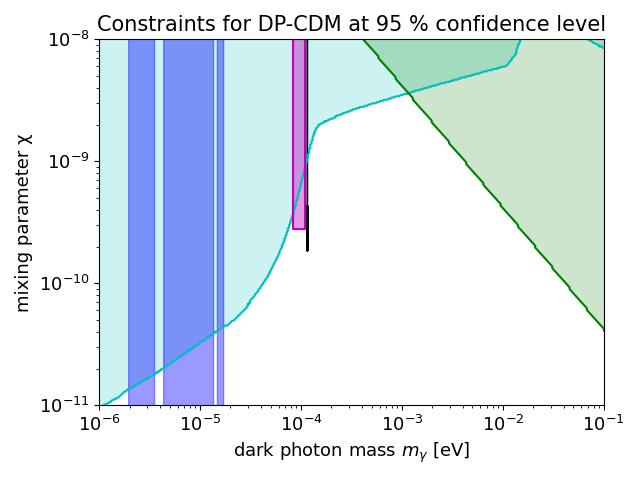 Constraints for DP-CDM at 95 % confidence level
10⁻⁸
10⁻⁹
10⁻¹⁰
10⁻¹¹
mixing parameter χ
10⁻⁶ 10⁻⁵ 10⁻⁴ 10⁻³ 10⁻² 10⁻¹
dark photon mass mᵧ [eV]